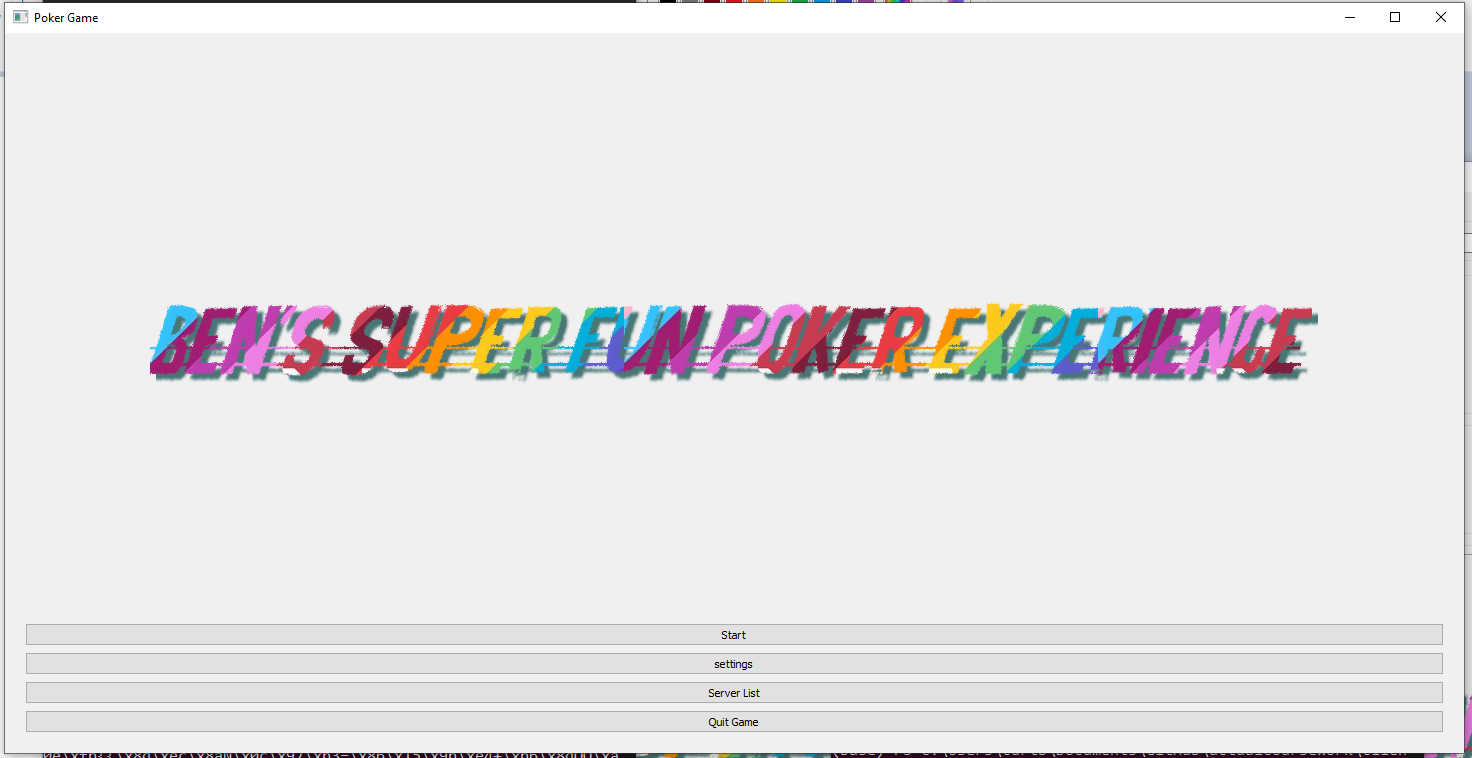 Poker Game
BEN'S SUPER FUN POKER EXPERIENCE
Start
settings
Server List
Quit Game